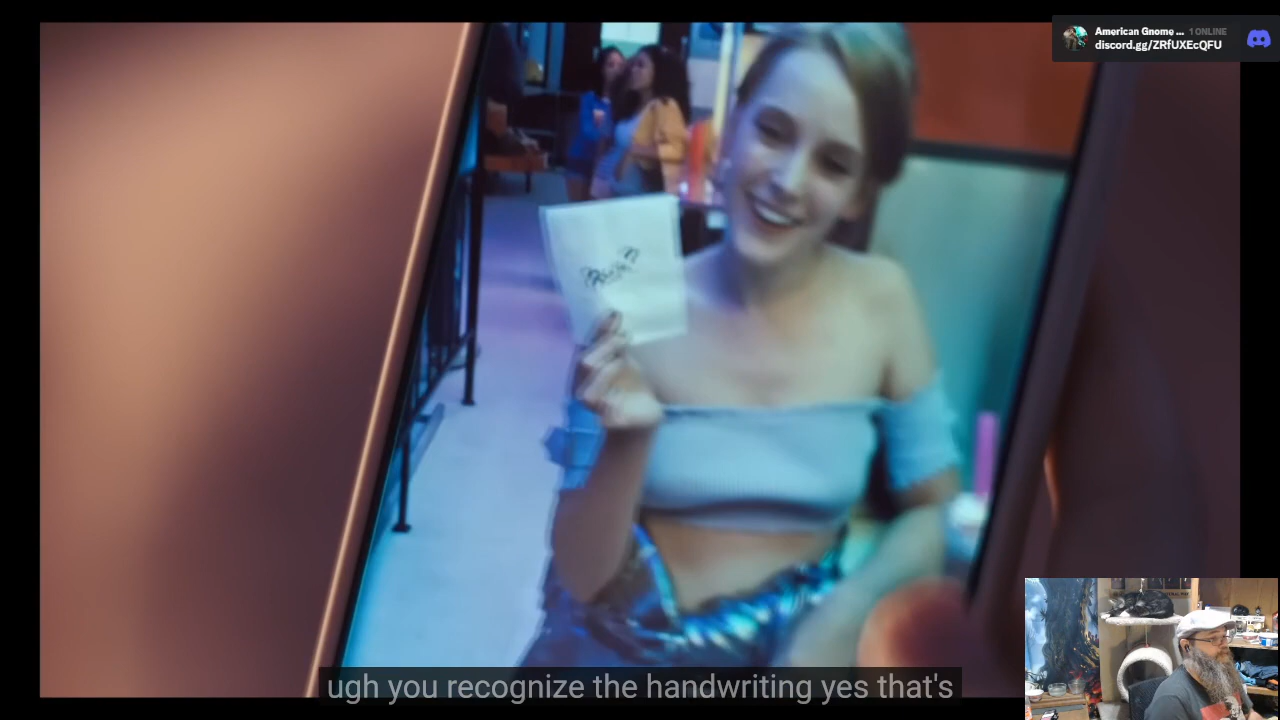 American Gnome ... 1 ONLINE
discord.gg/ZRfUXEcQFU
ugh you recognize the handwriting yes that's